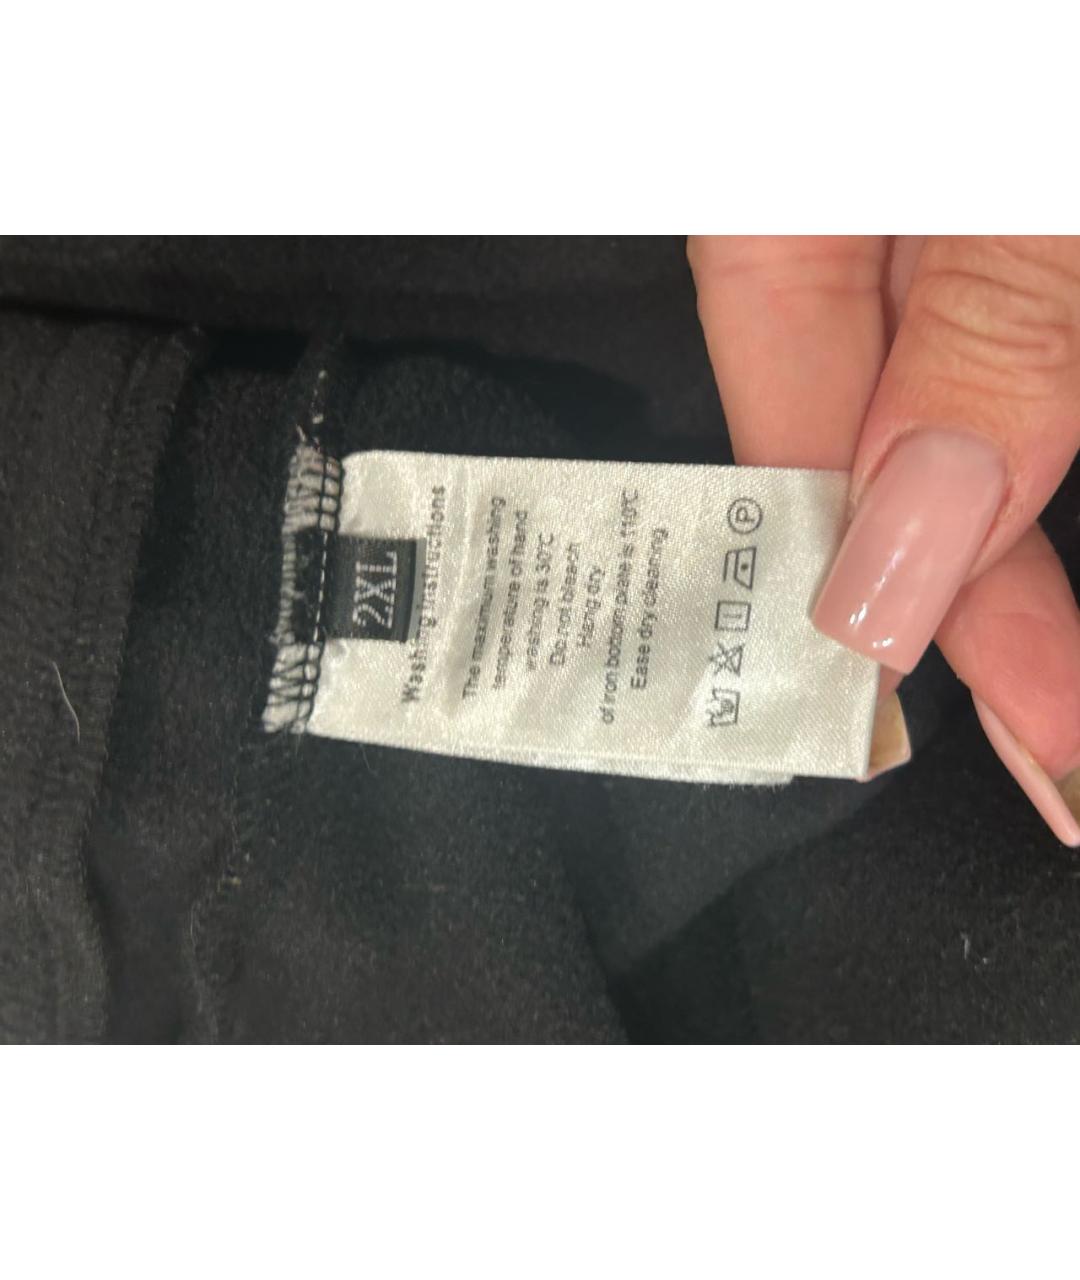 2XL
Washing instructions
The maximum washing
temperature of hand
washing is 30℃
Do not bleash
Hang dry
of iron bottom plate is 110℃
Ease dry cleaning
P